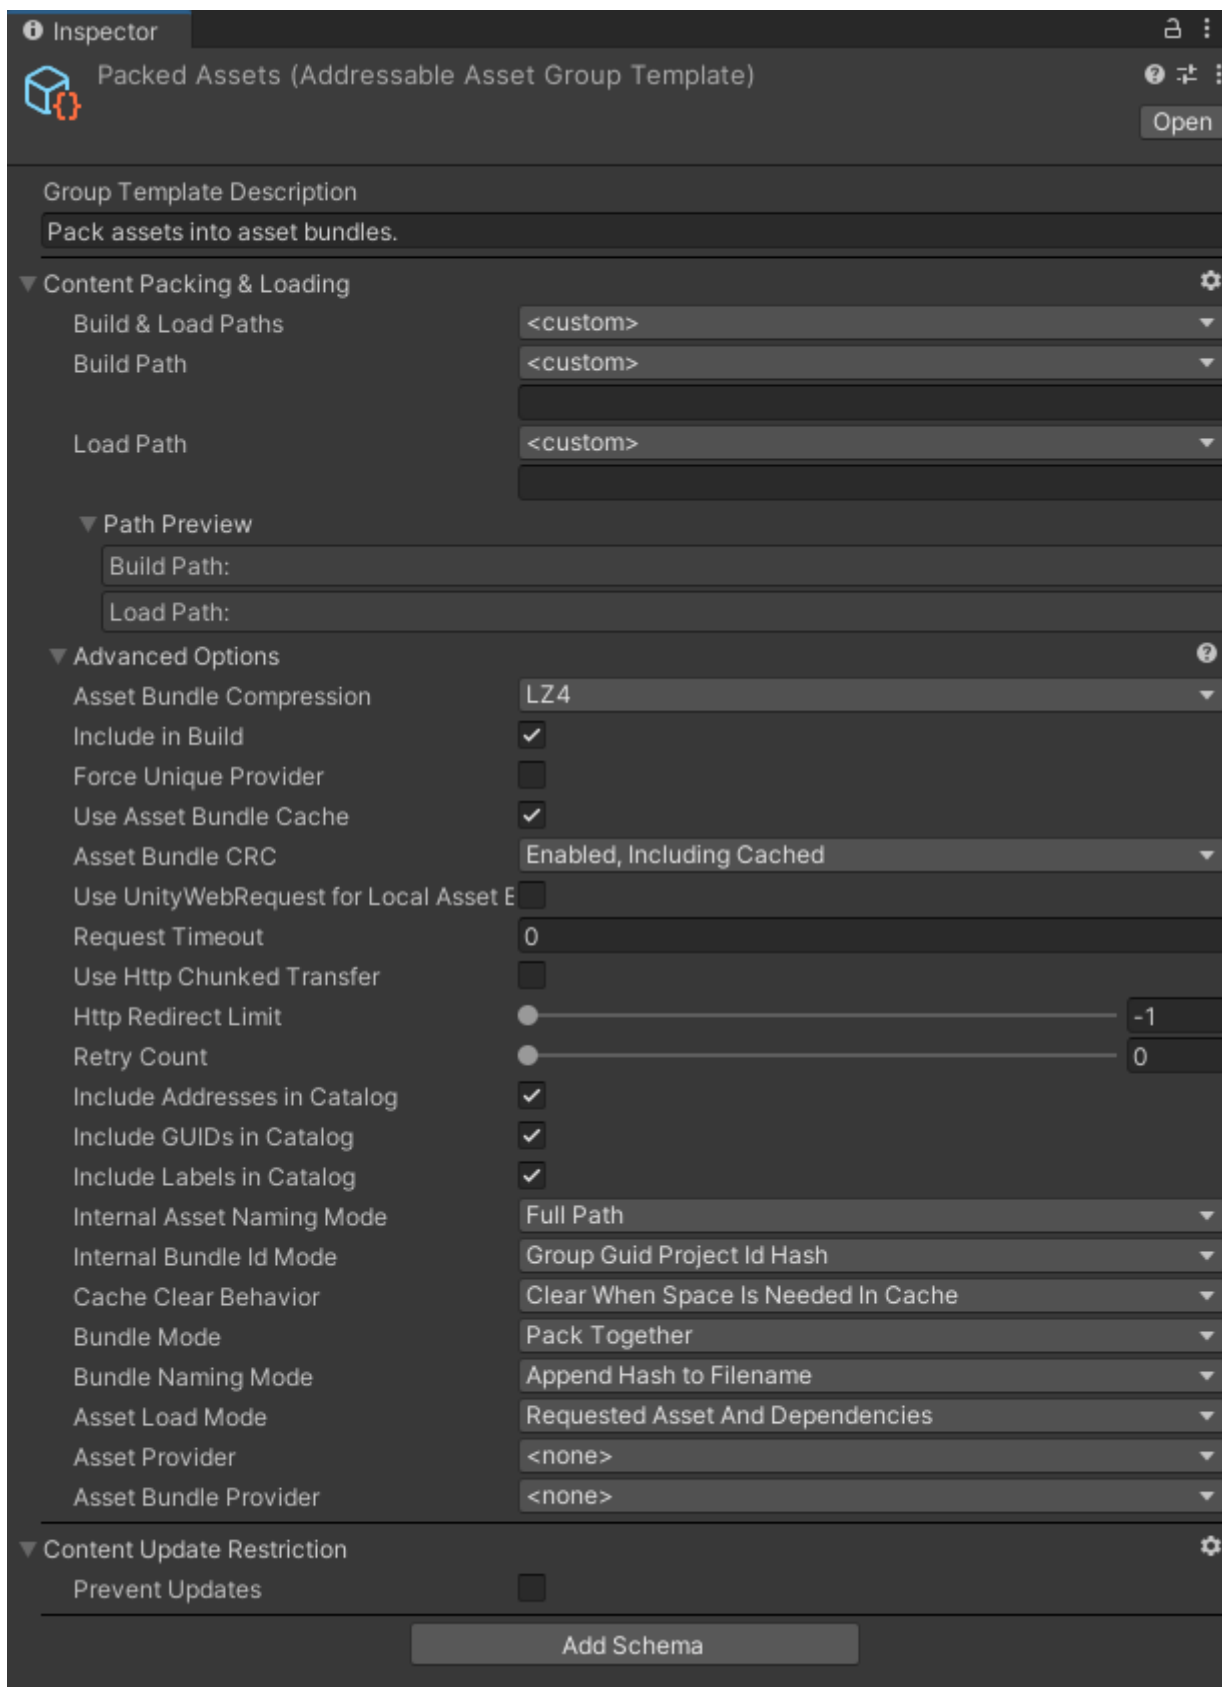 Inspector
Packed Assets (Addressable Asset Group Template)
Open
Group Template Description
Pack assets into asset bundles.
Content Packing & Loading
Build & Load Paths <custom>
Build Path <custom>
Load Path <custom>
Path Preview
Build Path:
Load Path:
Advanced Options
Asset Bundle Compression LZ4
Include in Build
Force Unique Provider
Use Asset Bundle Cache
Asset Bundle CRC Enabled, Including Cached
Use UnityWebRequest for Local Asset
Request Timeout 0
Use Http Chunked Transfer
Http Redirect Limit -1
Retry Count 0
Include Addresses in Catalog
Include GUIDs in Catalog
Include Labels in Catalog
Internal Asset Naming Mode Full Path
Internal Bundle Id Mode Group Guid Project Id Hash
Cache Clear Behavior Clear When Space Is Needed In Cache
Bundle Mode Pack Together
Bundle Naming Mode Append Hash to Filename
Asset Load Mode Requested Asset And Dependencies
Asset Provider <none>
Asset Bundle Provider <none>
Content Update Restriction
Prevent Updates
Add Schema